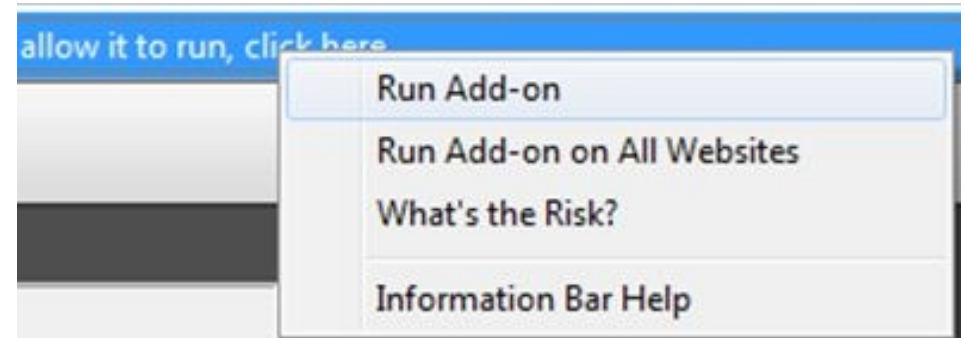 allow it to run, click here
Run Add-on
Run Add-on on All Websites
What's the Risk?
Information Bar Help